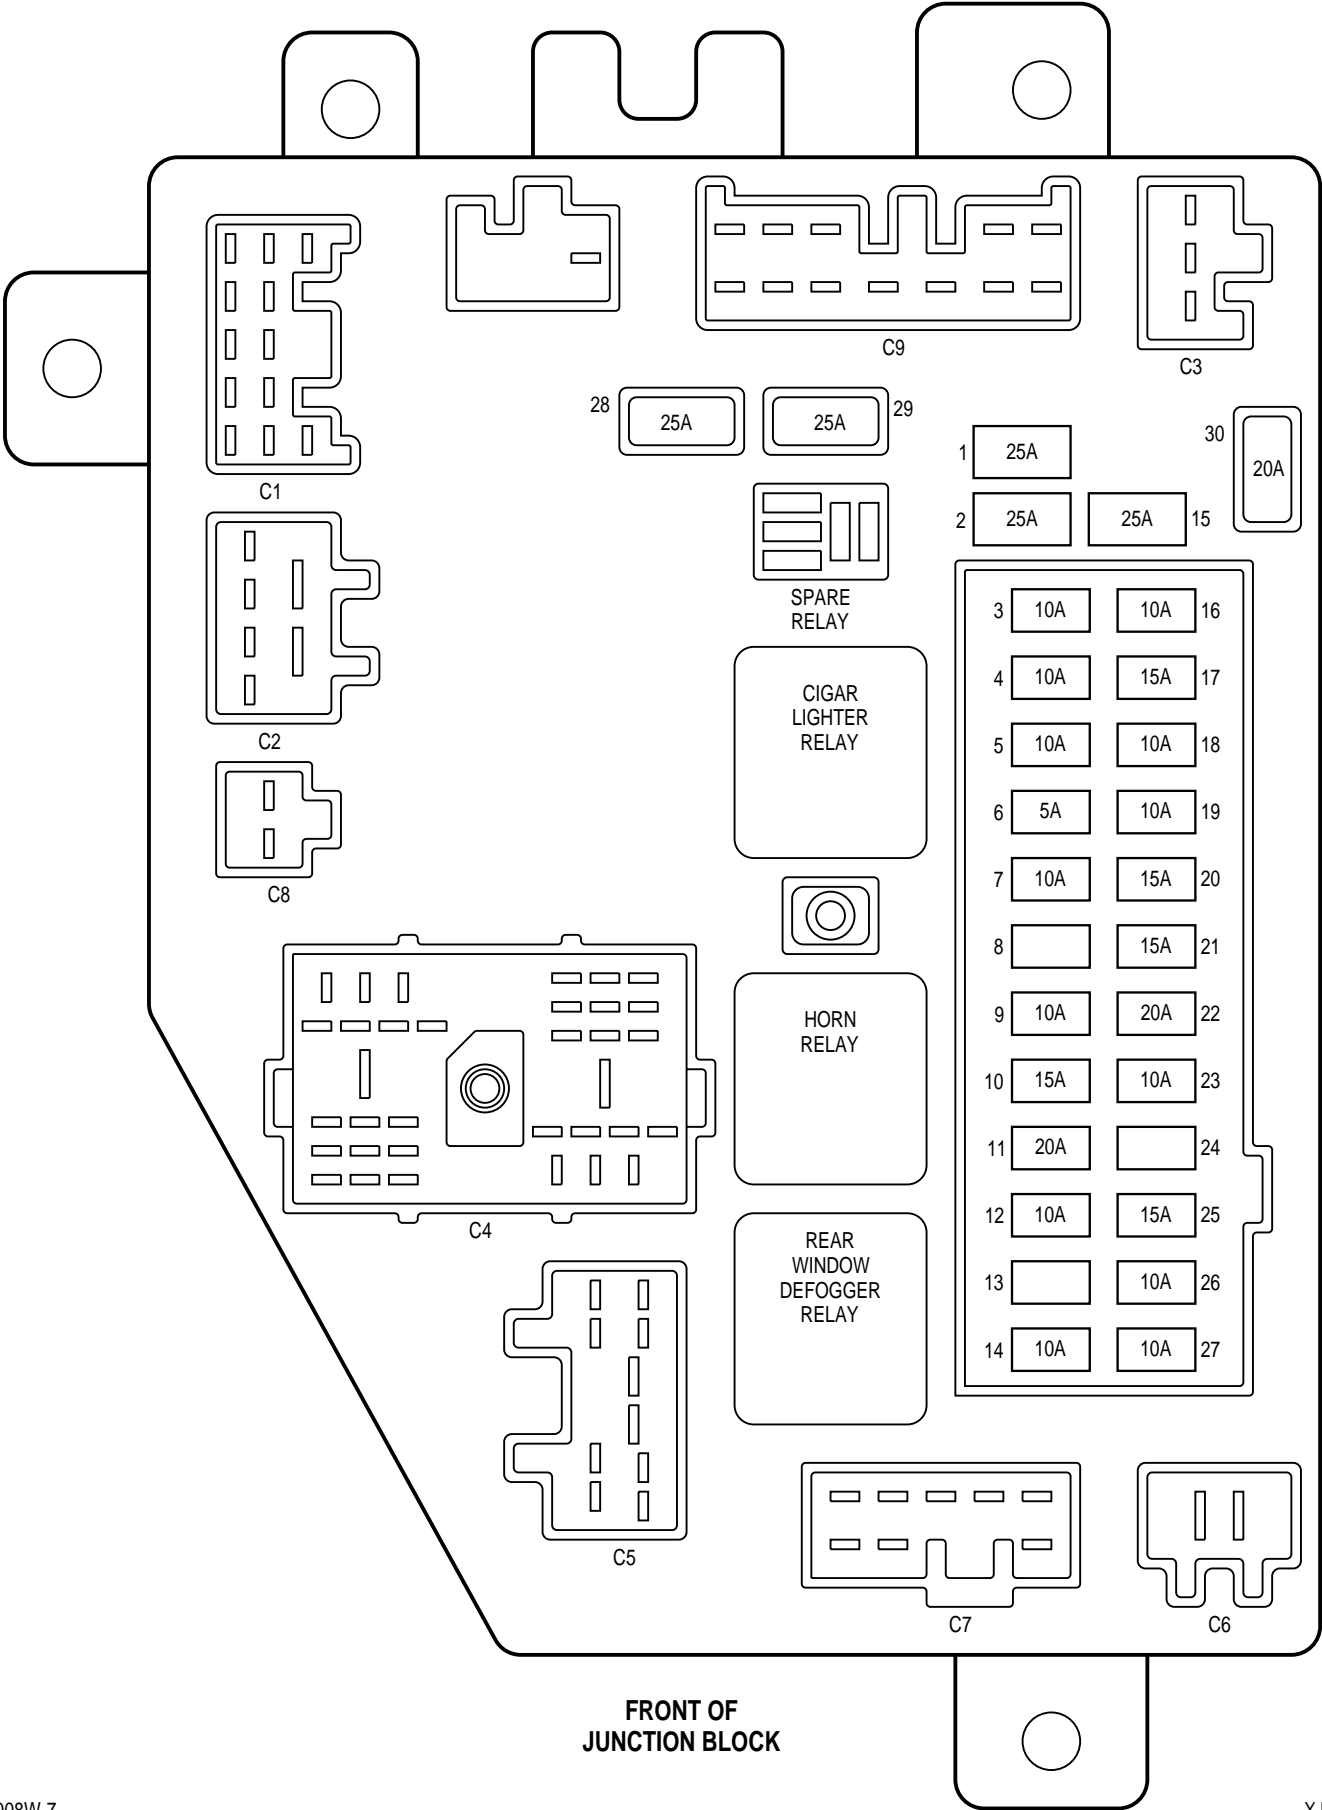 C9
C3
28 25A
25A 29
30
20A
1 25A
2 25A
25A 15
C1
SPARE
RELAY
3 10A 10A 16
4 10A 15A 17
5 10A 10A 18
6 5A 10A 19
7 10A 15A 20
8 15A 21
9 10A 20A 22
10 15A 10A 23
11 20A 24
12 10A 15A 25
13 10A 26
14 10A 10A 27
CIGAR
LIGHTER
RELAY
C2
C8
HORN
RELAY
C4
REAR
WINDOW
DEFOGGER
RELAY
C5
C7
C6
FRONT OF
JUNCTION BLOCK